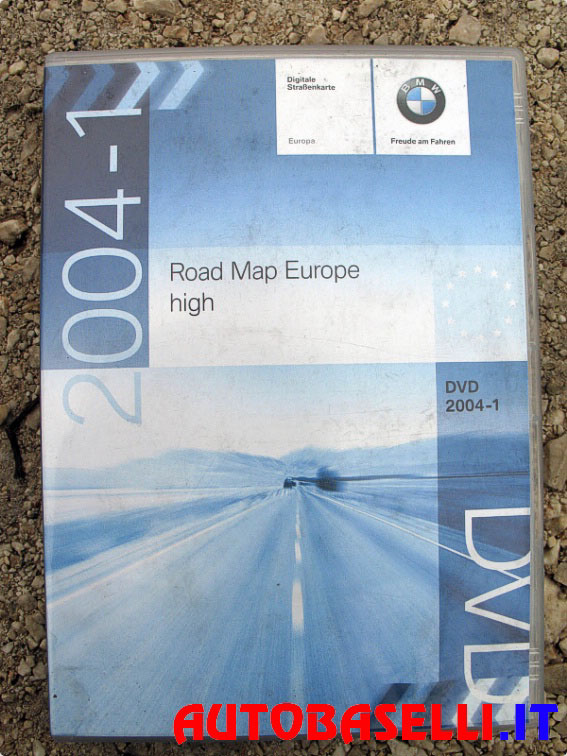 Digitale
Straßenkarte
Europa
BMW
Freude am Fahren
2004-1
Road Map Europe
high
DVD
2004-1
DVD
AUTOBASELLI.IT